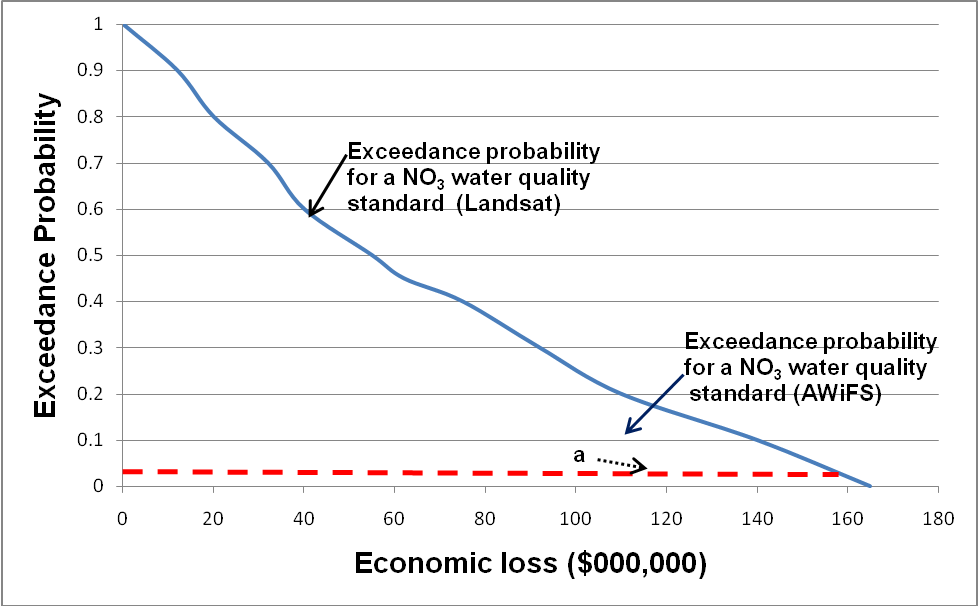 1
0.9
0.8
0.7
0.6
0.5
0.4
0.3
0.2
0.1
0
Exceedance Probability
Exceedance probability
for a NO₃ water quality
standard (Landsat)
Exceedance probability
for a NO₃ water quality
standard (AWiFS)
a
0 20 40 60 80 100 120 140 160 180
Economic loss ($000,000)